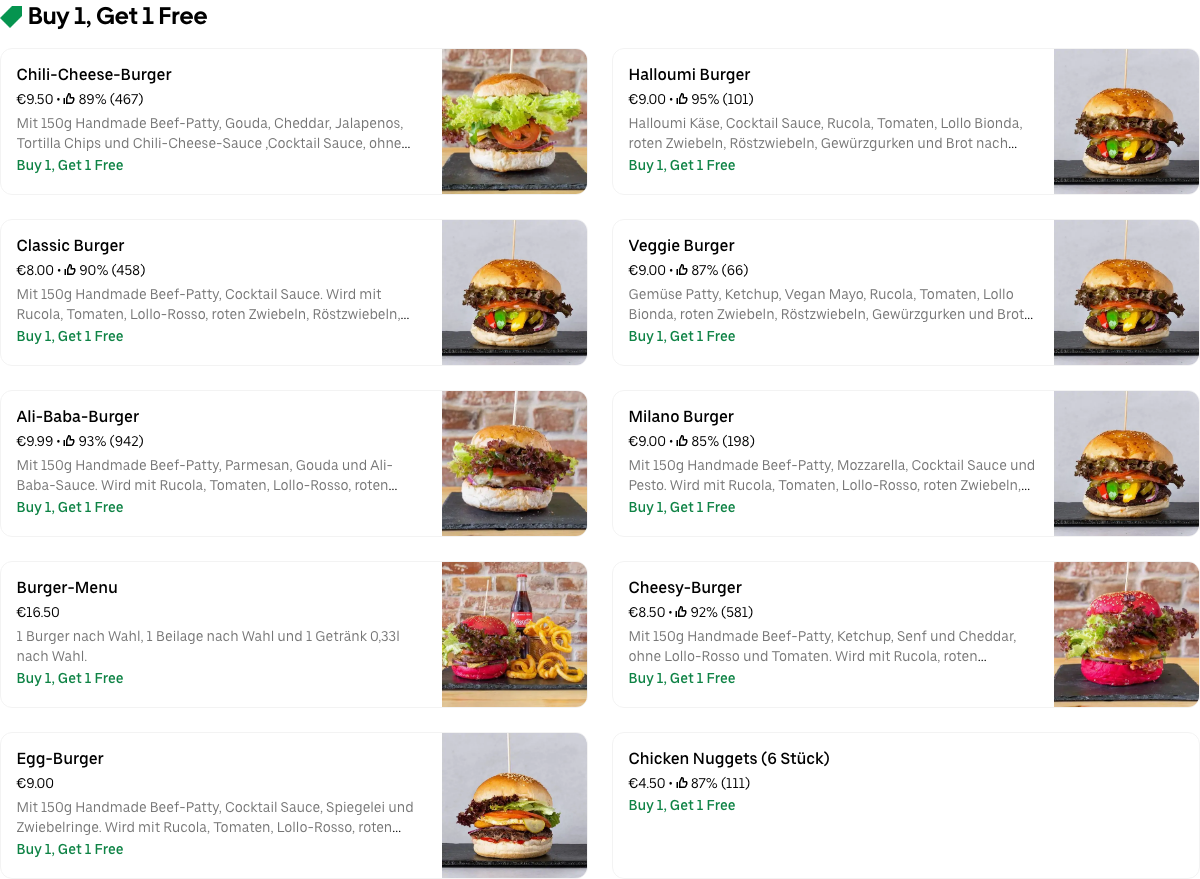 Buy 1, Get 1 Free
Chili-Cheese-Burger
€9.50 • 89% (467)
Mit 150g Handmade Beef-Patty, Gouda, Cheddar, Jalapenos,
Tortilla Chips und Chili-Cheese-Sauce ,Cocktail Sauce, ohne...
Buy 1, Get 1 Free
Halloumi Burger
€9.00 • 95% (101)
Halloumi Käse, Cocktail Sauce, Rucola, Tomaten, Lollo Bionda,
roten Zwiebeln, Röstzwiebeln, Gewürzgurken und Brot nach...
Buy 1, Get 1 Free
Classic Burger
€8.00 • 90% (458)
Mit 150g Handmade Beef-Patty, Cocktail Sauce. Wird mit
Rucola, Tomaten, Lollo-Rosso, roten Zwiebeln, Röstzwiebeln,...
Buy 1, Get 1 Free
Veggie Burger
€9.00 • 87% (66)
Gemüse Patty, Ketchup, Vegan Mayo, Rucola, Tomaten, Lollo
Bionda, roten Zwiebeln, Röstzwiebeln, Gewürzgurken und Brot...
Buy 1, Get 1 Free
Ali-Baba-Burger
€9.99 • 93% (942)
Mit 150g Handmade Beef-Patty, Parmesan, Gouda und Ali-
Baba-Sauce. Wird mit Rucola, Tomaten, Lollo-Rosso, roten...
Buy 1, Get 1 Free
Milano Burger
€9.00 • 85% (198)
Mit 150g Handmade Beef-Patty, Mozzarella, Cocktail Sauce und
Pesto. Wird mit Rucola, Tomaten, Lollo-Rosso, roten Zwiebeln,...
Buy 1, Get 1 Free
Burger-Menu
€16.50
1 Burger nach Wahl, 1 Beilage nach Wahl und 1 Getränk 0,33l
nach Wahl.
Buy 1, Get 1 Free
Cheesy-Burger
€8.50 • 92% (581)
Mit 150g Handmade Beef-Patty, Ketchup, Senf und Cheddar,
ohne Lollo-Rosso und Tomaten. Wird mit Rucola, roten...
Buy 1, Get 1 Free
Egg-Burger
€9.00
Mit 150g Handmade Beef-Patty, Cocktail Sauce, Spiegelei und
Zwiebelringe. Wird mit Rucola, Tomaten, Lollo-Rosso, roten...
Buy 1, Get 1 Free
Chicken Nuggets (6 Stück)
€4.50 • 87% (111)
Buy 1, Get 1 Free